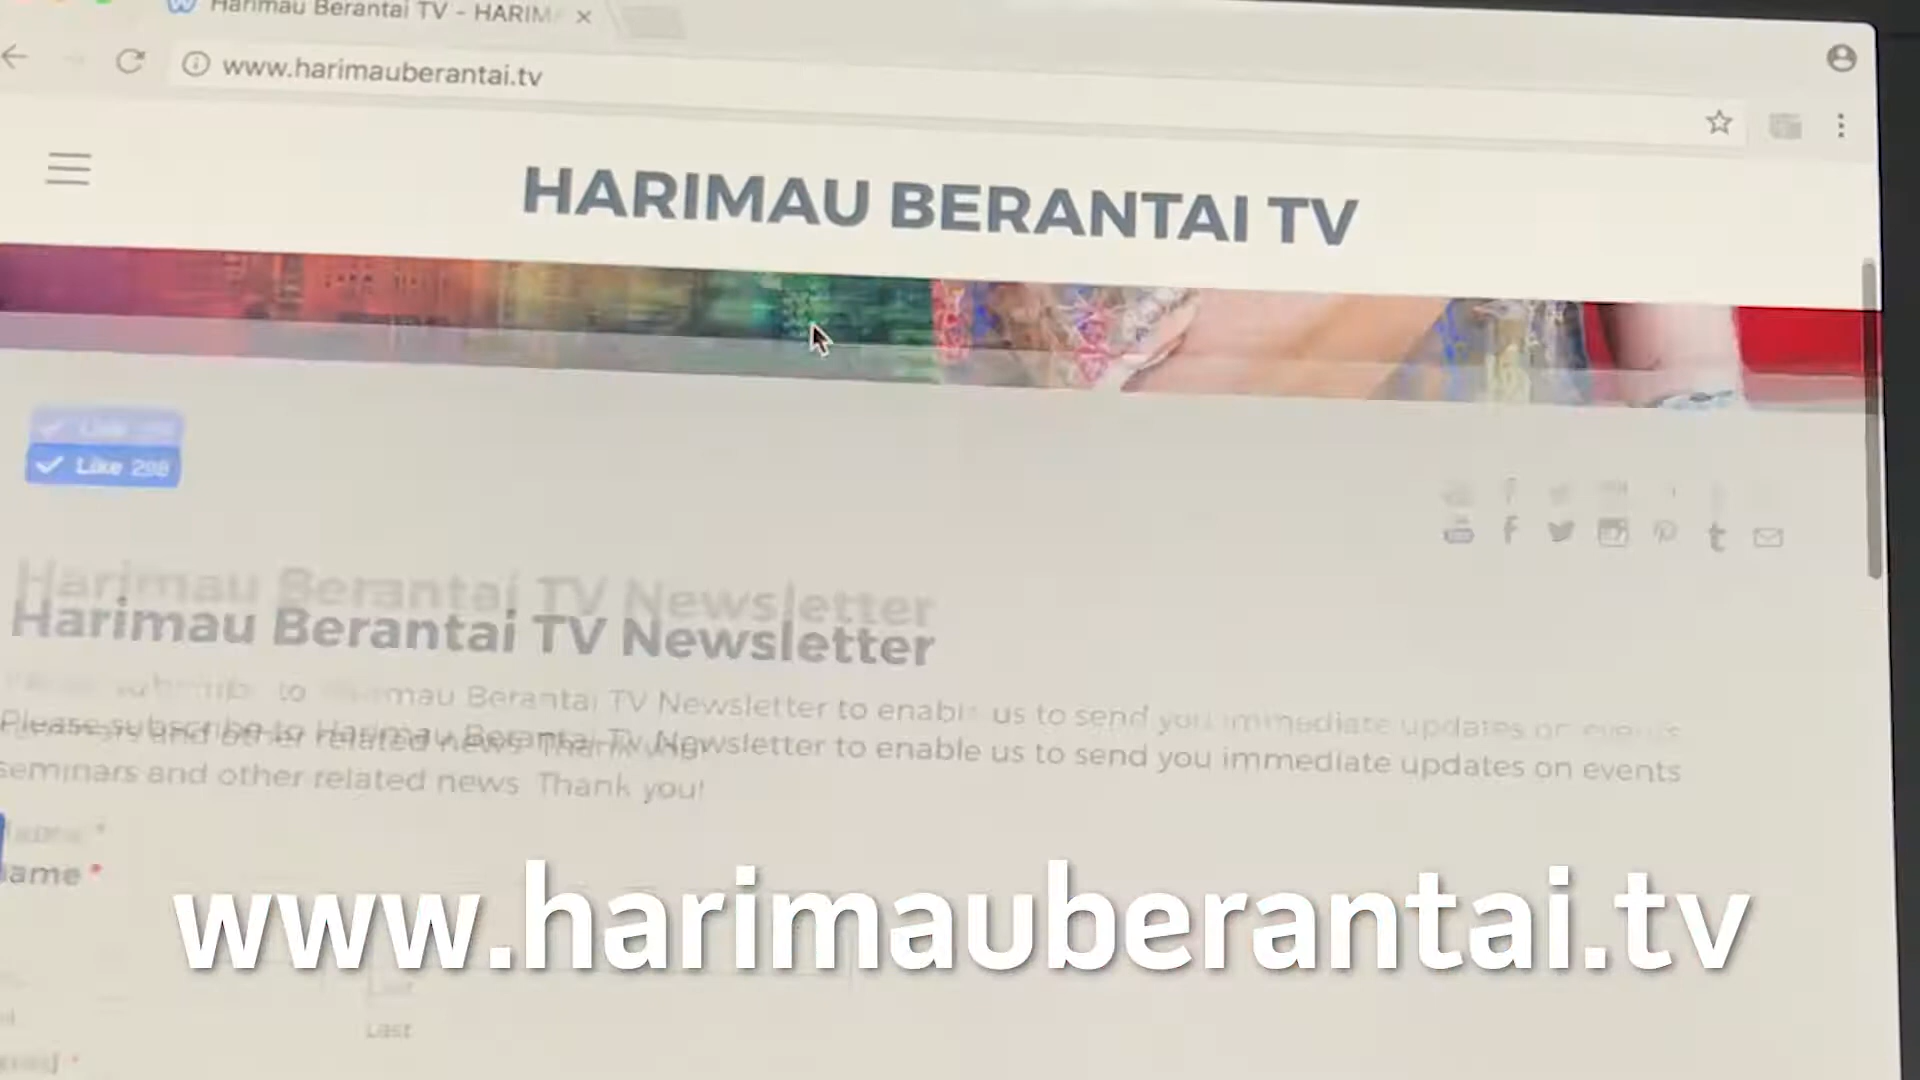 Harimau Berantai TV - HARIM
www.harimauberantai.tv
HARIMAU BERANTAI TV
Like 298
Harimau Berantai TV Newsletter
Please subscribe to Harimau Berantai TV Newsletter to enable us to send you immediate updates on events
seminars and other related news. Thank you!
Name *
www.harimauberantai.tv
Last